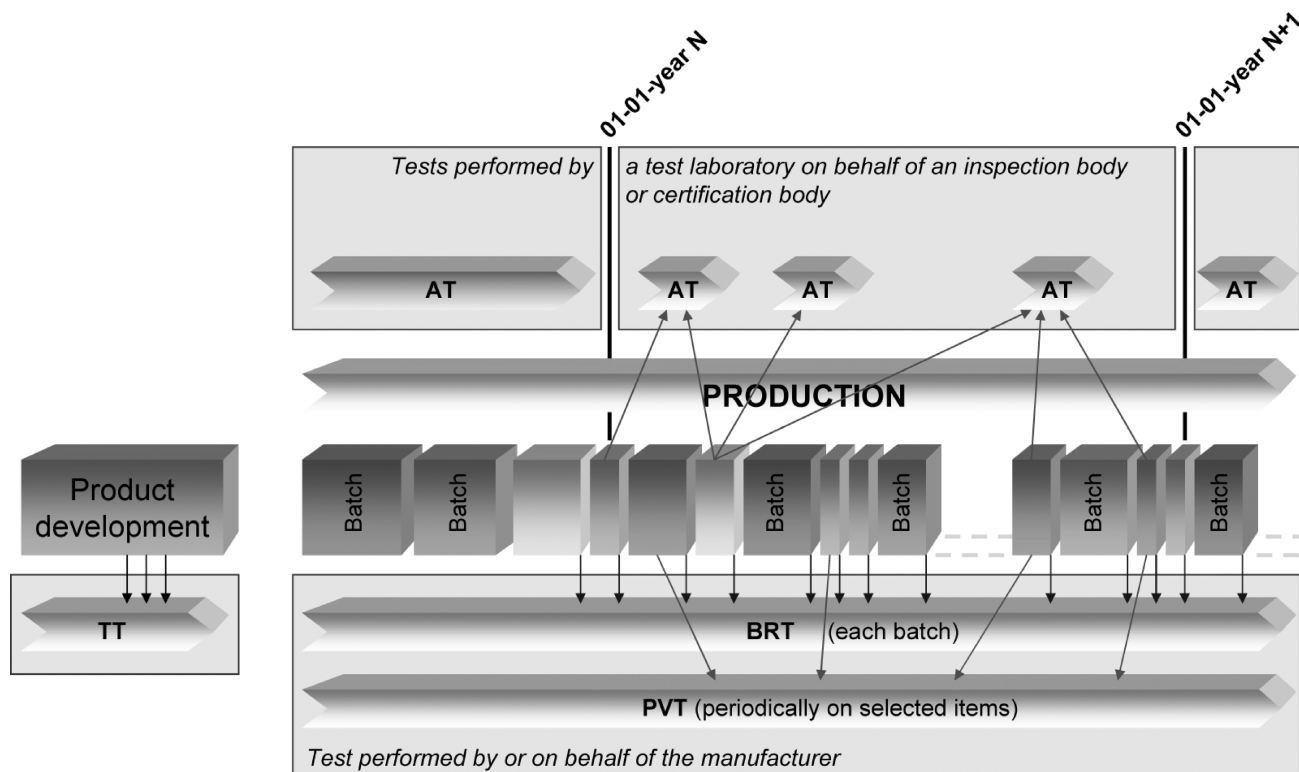 01-01-year N
01-01-year N+1
Tests performed by
a test laboratory on behalf of an inspection body
or certification body
AT
AT
AT
AT
AT
PRODUCTION
Product
development
Batch
Batch
Batch
Batch
Batch
Batch
TT
BRT (each batch)
PVT (periodically on selected items)
Test performed by or on behalf of the manufacturer